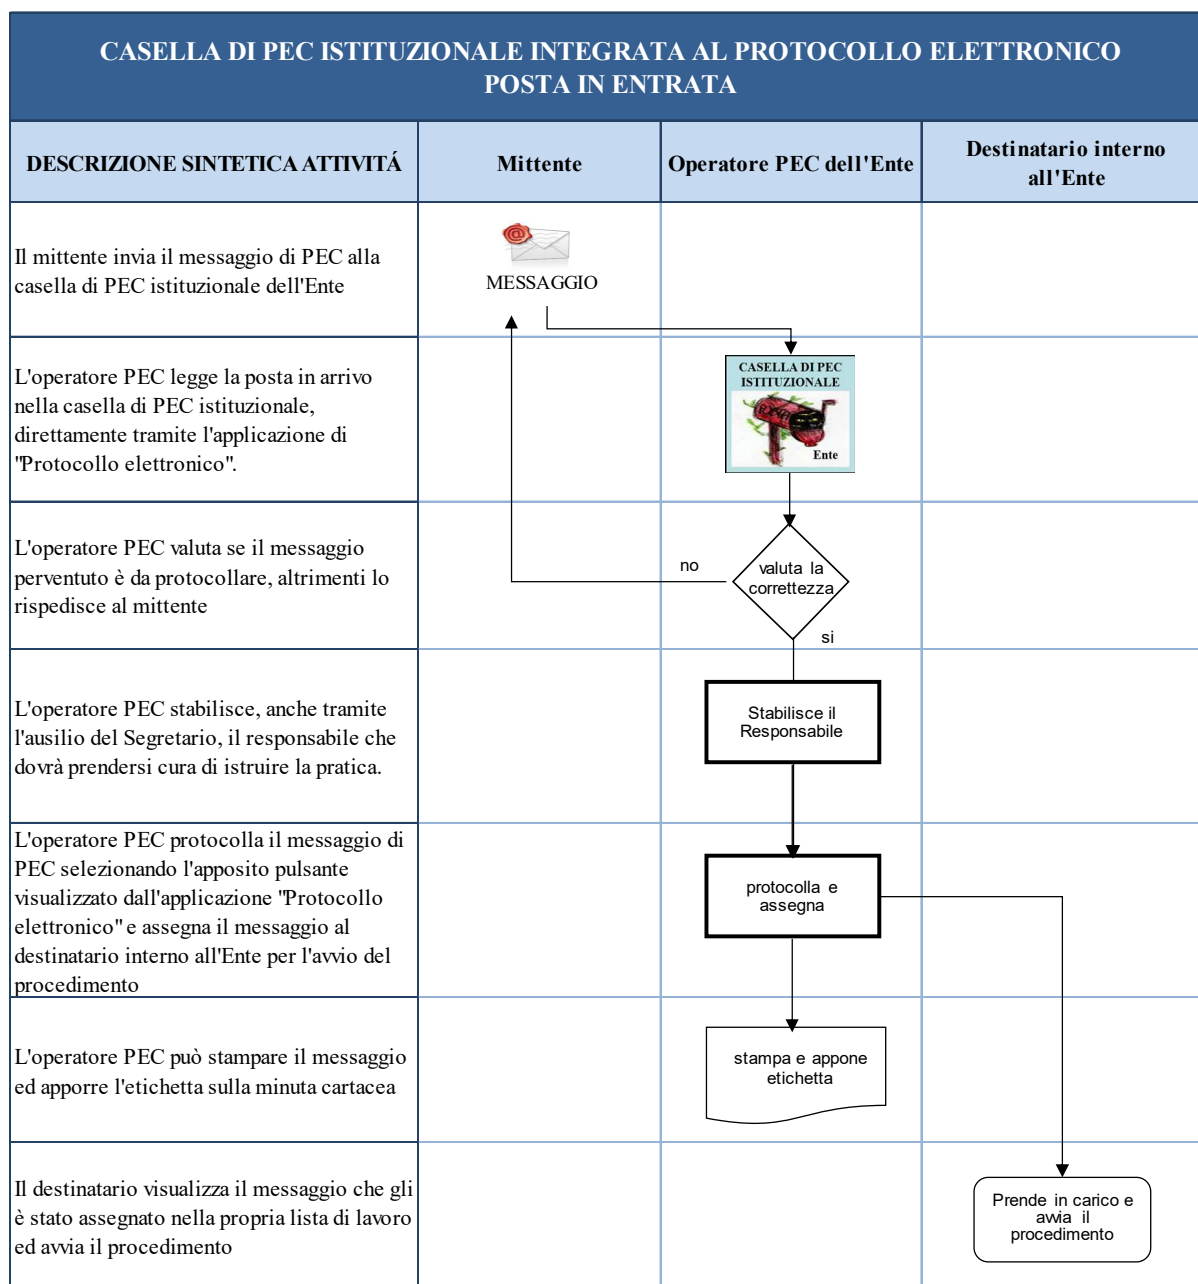 CASELLA DI PEC ISTITUZIONALE INTEGRATA AL PROTOCOLLO ELETTRONICO
POSTA IN ENTRATA
DESCRIZIONE SINTETICA ATTIVITÁ
Mittente
Operatore PEC dell'Ente
Destinatario interno
all'Ente
Il mittente invia il messaggio di PEC alla
casella di PEC istituzionale dell'Ente
MESSAGGIO
L'operatore PEC legge la posta in arrivo
nella casella di PEC istituzionale,
direttamente tramite l'applicazione di
"Protocollo elettronico".
CASELLA DI PEC
ISTITUZIONALE
Ente
L'operatore PEC valuta se il messaggio
perventuto è da protocollare, altrimenti lo
rispedisce al mittente
no
valuta la
correttezza
si
L'operatore PEC stabilisce, anche tramite
l'ausilio del Segretario, il responsabile che
dovrà prendersi cura di istruire la pratica.
Stabilisce il
Responsabile
L'operatore PEC protocolla il messaggio di
PEC selezionando l'apposito pulsante
visualizzato dall'applicazione "Protocollo
elettronico" e assegna il messaggio al
destinatario interno all'Ente per l'avvio del
procedimento
protocolla e
assegna
L'operatore PEC può stampare il messaggio
ed apporre l'etichetta sulla minuta cartacea
stampa e appone
etichetta
Il destinatario visualizza il messaggio che gli
è stato assegnato nella propria lista di lavoro
ed avvia il procedimento
Prende in carico e
avvia il
procedimento